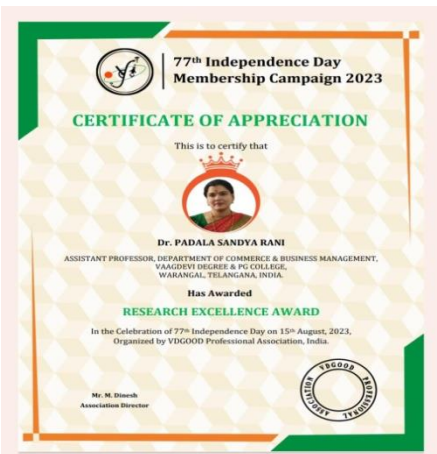 77th Independence Day
Membership Campaign 2023
CERTIFICATE OF APPRECIATION
This is to certify that
Dr. PADALA SANDYA RANI
ASSISTANT PROFESSOR, DEPARTMENT OF COMMERCE & BUSINESS MANAGEMENT,
VAAGDEVI DEGREE & PG COLLEGE,
WARANGAL, TELANGANA, INDIA.
Has Awarded
RESEARCH EXCELLENCE AWARD
In the Celebration of 77th Independence Day on 15th August, 2023,
Organized by VDGOOD Professional Association, India.
Mr. M. Dinesh
Association Director
VDGOOD PROFESSIONAL ASSOCIATION